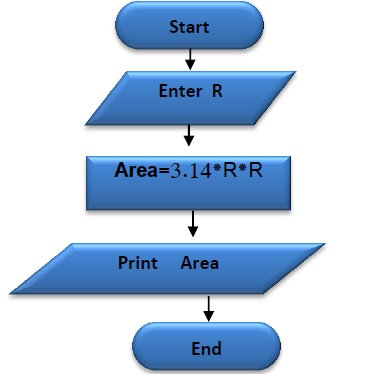 Start
Enter R
Area=3.14*R*R
Print Area
End